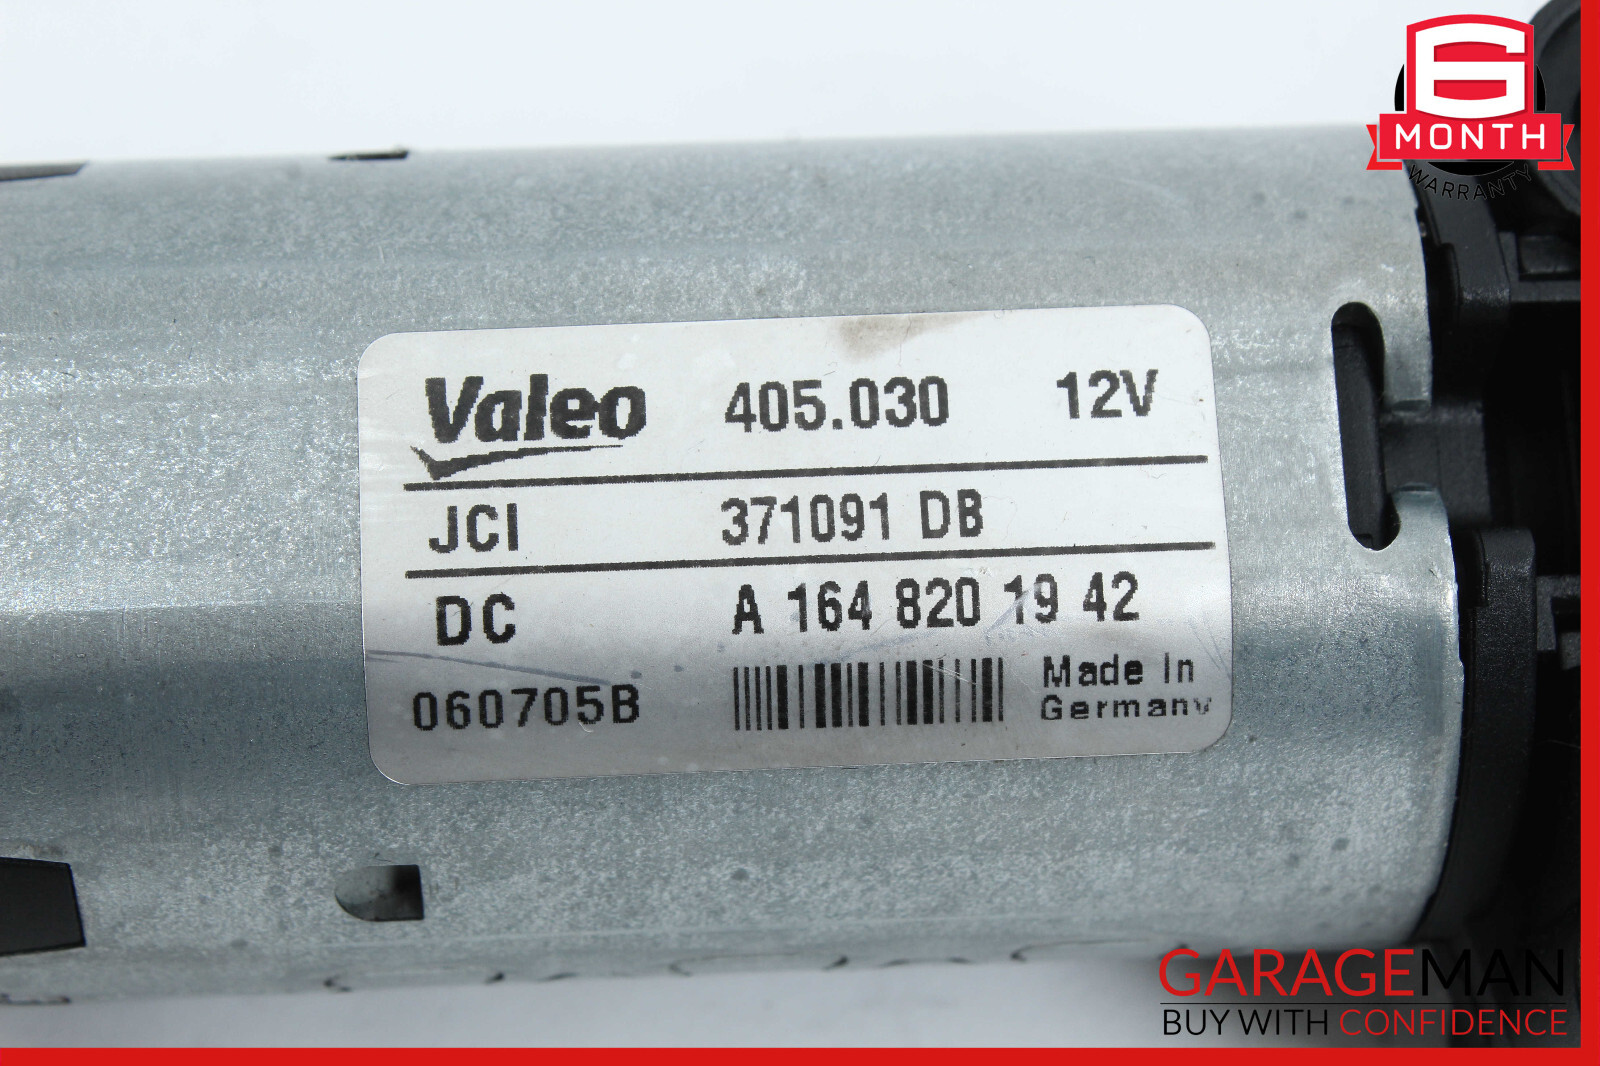 6
MONTH
WARRANTY
Valeo 405.030 12V
JCI 371091 DB
DC A 164 820 19 42
060705B Made In
Germany
GARAGEMAN
BUY WITH CONFIDENCE